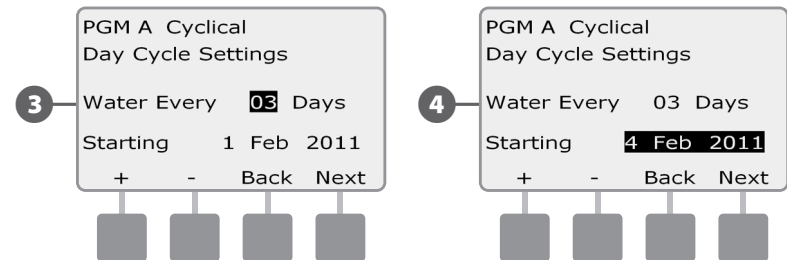 PGM A Cyclical
Day Cycle Settings
3
Water Every 03 Days
Starting 1 Feb 2011
+ - Back Next
PGM A Cyclical
Day Cycle Settings
4
Water Every 03 Days
Starting 4 Feb 2011
+ - Back Next